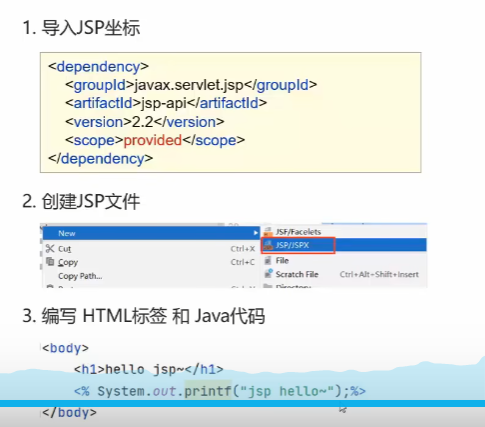 1. 导入JSP坐标
<dependency>
<groupId>javax.servlet.jsp</groupId>
<artifactId>jsp-api</artifactId>
<version>2.2</version>
<scope>provided</scope>
</dependency>
2. 创建JSP文件
New
JSF/Facelets
Cut Ctrl+X
JSP/JSPX
Copy Ctrl+C
File
Copy Path...
Scratch File Ctrl+Alt+Shift+Insert
Directory
3. 编写 HTML标签 和 Java代码
<body>
<h1>hello jsp~</h1>
<% System.out.printf("jsp hello~");%>
</body>